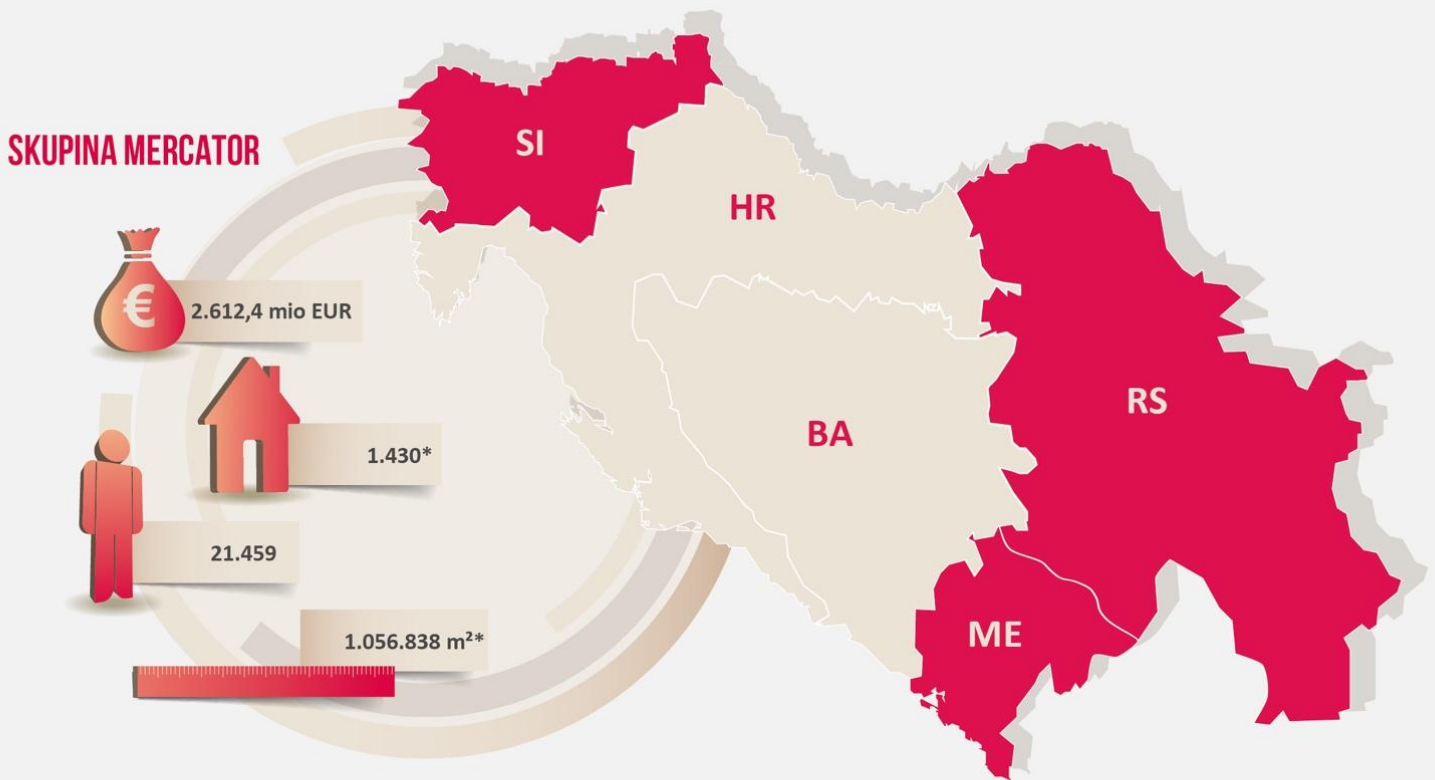 SKUPINA MERCATOR
€
2.612,4 mio EUR
1.430*
21.459
1.056.838 m²*
SI
HR
BA
RS
ME